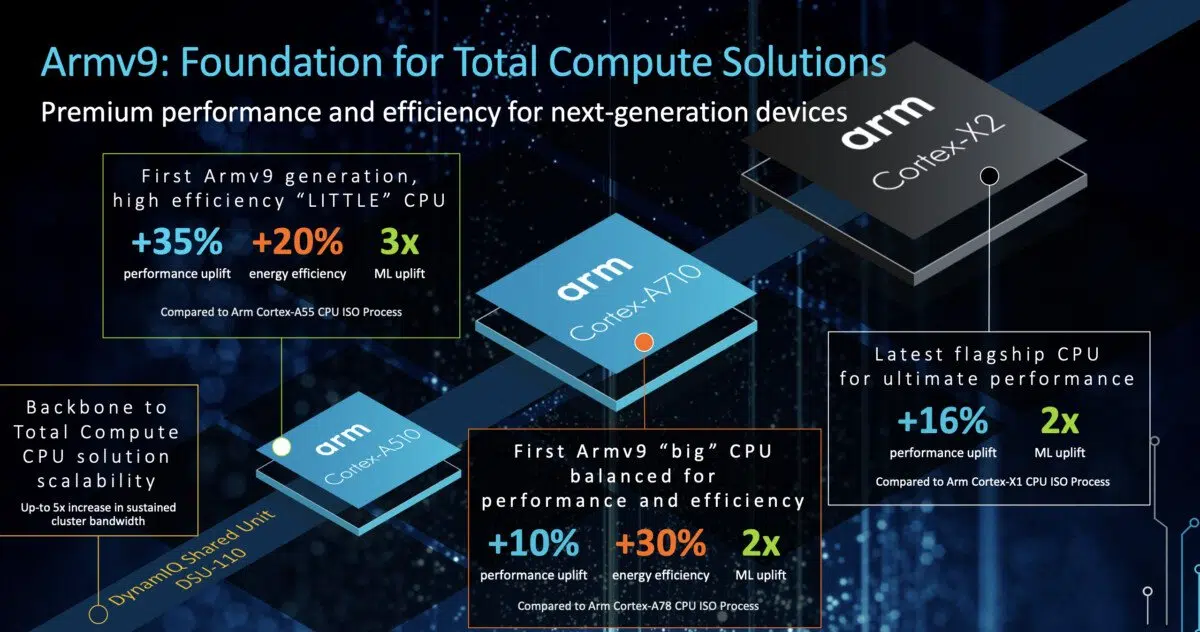 Armv9: Foundation for Total Compute Solutions
Premium performance and efficiency for next-generation devices
arm
Cortex-X2
First Armv9 generation,
high efficiency “LITTLE” CPU
+35% +20% 3x
performance uplift energy efficiency ML uplift
Compared to Arm Cortex-A55 CPU ISO Process
arm
Cortex-A710
Latest flagship CPU
for ultimate performance
+16% 2x
performance uplift ML uplift
Compared to Arm Cortex-X1 CPU ISO Process
Backbone to
Total Compute
CPU solution
scalability
Up-to 5x increase in sustained
cluster bandwidth
arm
Cortex-A510
First Armv9 “big” CPU
balanced for
performance and efficiency
+10% +30% 2x
performance uplift energy efficiency ML uplift
Compared to Arm Cortex-A78 CPU ISO Process
DynamIQ Shared Unit
DSU-110